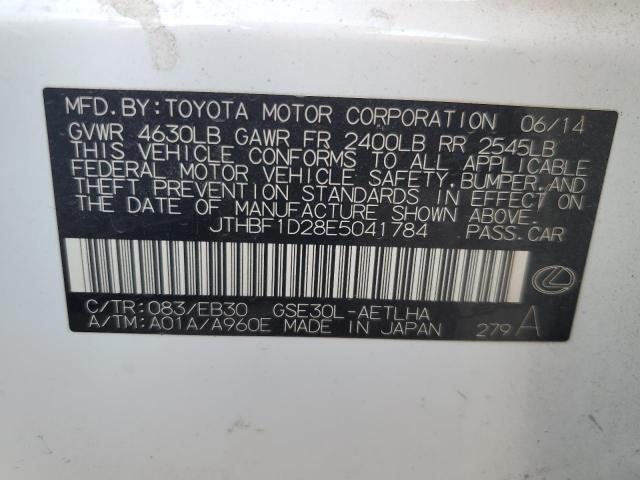 MFD. BY: TOYOTA MOTOR CORPORATION 06/14
GVWR 4630LB GAWR FR 2400LB RR 2545LB
THIS VEHICLE CONFORMS TO ALL APPLICABLE
FEDERAL MOTOR VEHICLE SAFETY, BUMPER, AND
THEFT PREVENTION STANDARDS IN EFFECT ON
THE DATE OF MANUFACTURE SHOWN ABOVE.
JTHBF1D28E5041784 PASS. CAR
C/TR: 083/EB30 GSE30L-AETLHA
A/TM: A01A/A960E MADE IN JAPAN 279 A